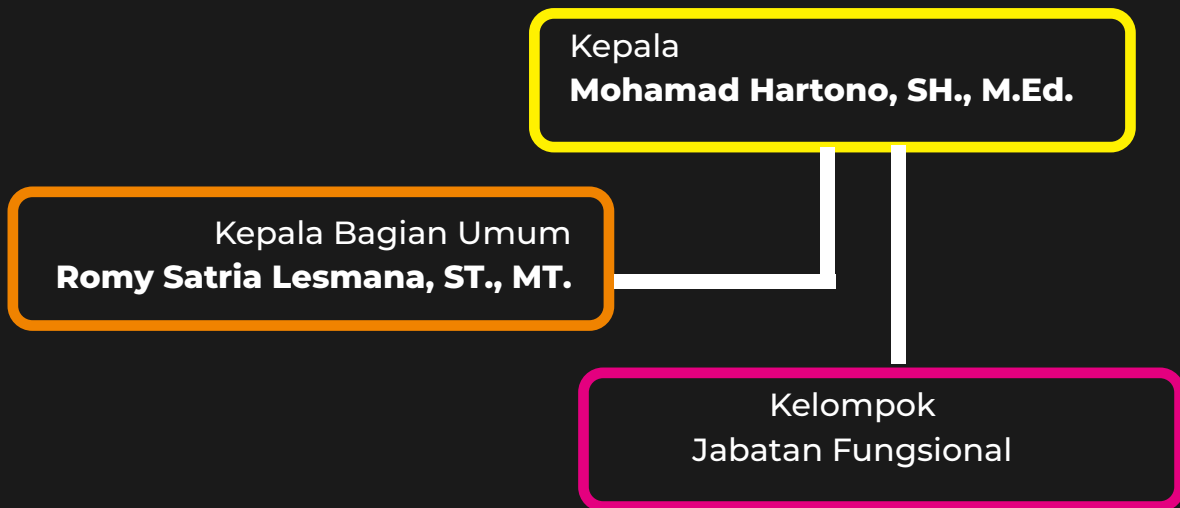 Kepala
Mohamad Hartono, SH., M.Ed.
Kepala Bagian Umum
Romy Satria Lesmana, ST., MT.
Kelompok
Jabatan Fungsional